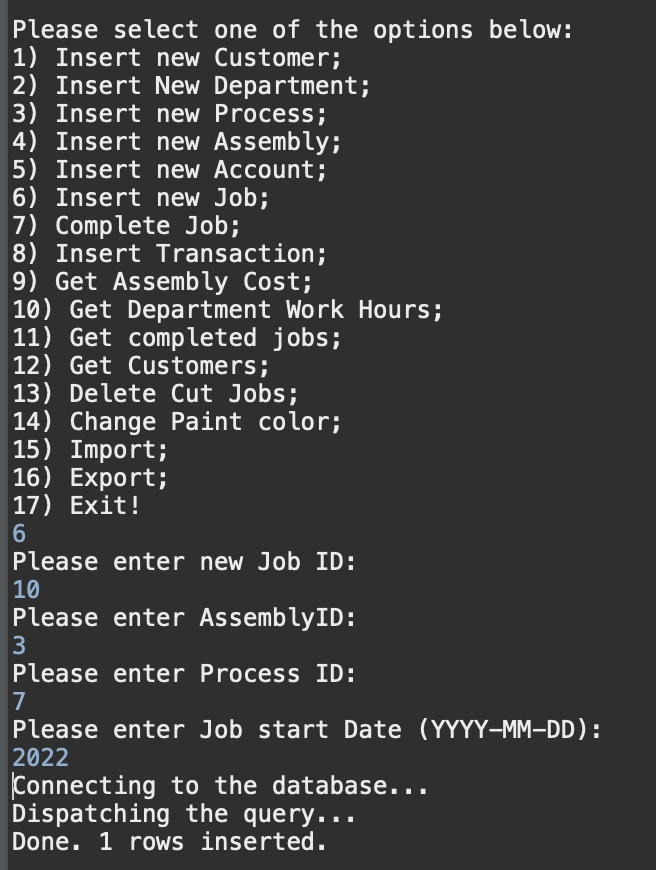 Please select one of the options below:
1) Insert new Customer;
2) Insert New Department;
3) Insert new Process;
4) Insert new Assembly;
5) Insert new Account;
6) Insert new Job;
7) Complete Job;
8) Insert Transaction;
9) Get Assembly Cost;
10) Get Department Work Hours;
11) Get completed jobs;
12) Get Customers;
13) Delete Cut Jobs;
14) Change Paint color;
15) Import;
16) Export;
17) Exit!
6
Please enter new Job ID:
10
Please enter AssemblyID:
3
Please enter Process ID:
7
Please enter Job start Date (YYYY-MM-DD):
2022
Connecting to the database...
Dispatching the query...
Done. 1 rows inserted.